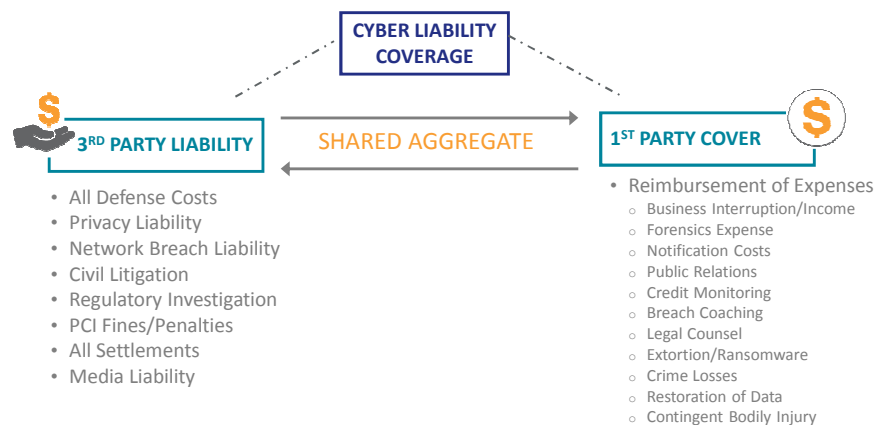 CYBER LIABILITY
COVERAGE
$
3RD PARTY LIABILITY
SHARED AGGREGATE
1ST PARTY COVER
$
• All Defense Costs
• Privacy Liability
• Network Breach Liability
• Civil Litigation
• Regulatory Investigation
• PCI Fines/Penalties
• All Settlements
• Media Liability
• Reimbursement of Expenses
o Business Interruption/Income
o Forensics Expense
o Notification Costs
o Public Relations
o Credit Monitoring
o Breach Coaching
o Legal Counsel
o Extortion/Ransomware
o Crime Losses
o Restoration of Data
o Contingent Bodily Injury